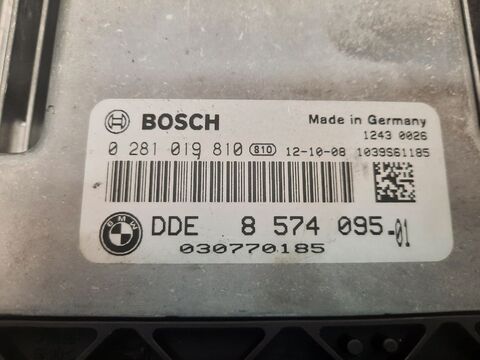 BOSCH Made in Germany
1243 0026
0 281 019 810 810 12-10-08 1039S61185
BMW DDE 8 574 095-01
030770185